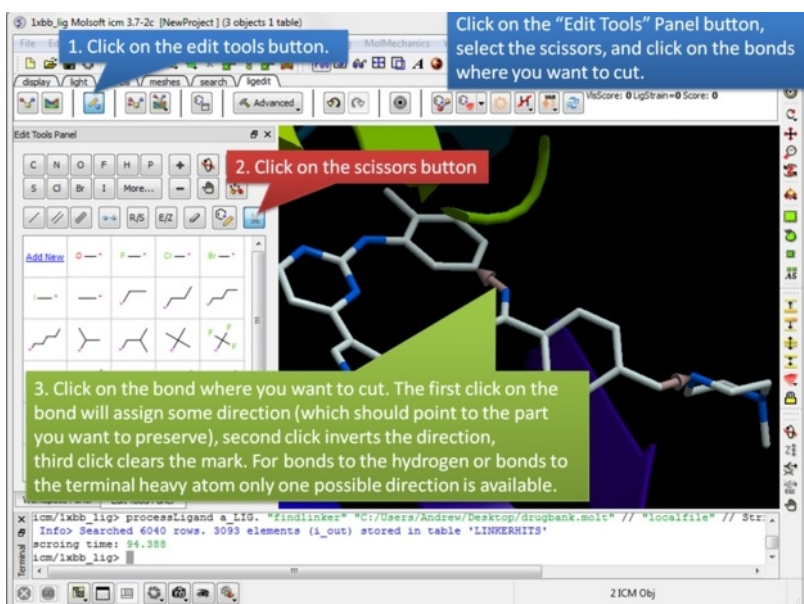 1xbb_lig Molsoft icm 3.7-2c [NewProject] (3 objects 1 table)
File
MolMechanics
1. Click on the edit tools button.
Click on the “Edit Tools” Panel button,
select the scissors, and click on the bonds
where you want to cut.
display light meshes search ligedit
Advanced
VlsScore: 0 LigStrain=0 Score: 0
Edit Tools Panel
2. Click on the scissors button
C N O F H P
S Cl Br I More...
R/S E/Z
Add New O F Cl Br
I
F F F
3. Click on the bond where you want to cut. The first click on the
bond will assign some direction (which should point to the part
you want to preserve), second click inverts the direction,
third click clears the mark. For bonds to the hydrogen or bonds to
the terminal heavy atom only one possible direction is available.
Terminal
icm/1xbb_lig> processLigand a_LIG. "findlinker" "C:/Users/Andrew/Desktop/drugbank.molt" // "localfile" // Str:
Info> Searched 6040 rows. 3093 elements (i_out) stored in table 'LINKERHITS'
scroing time: 94.388
icm/1xbb_lig>
2 ICM Obj